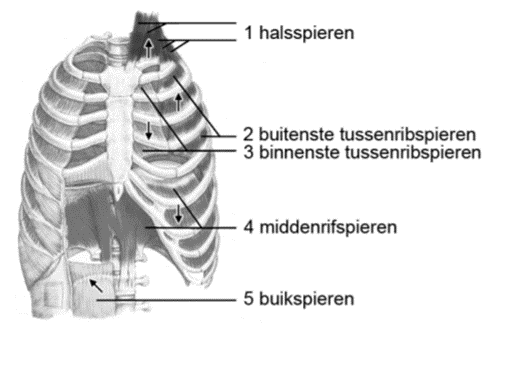 1 halsspieren
2 buitenste tussenribspieren
3 binnenste tussenribspieren
4 middenrifspieren
5 buikspieren